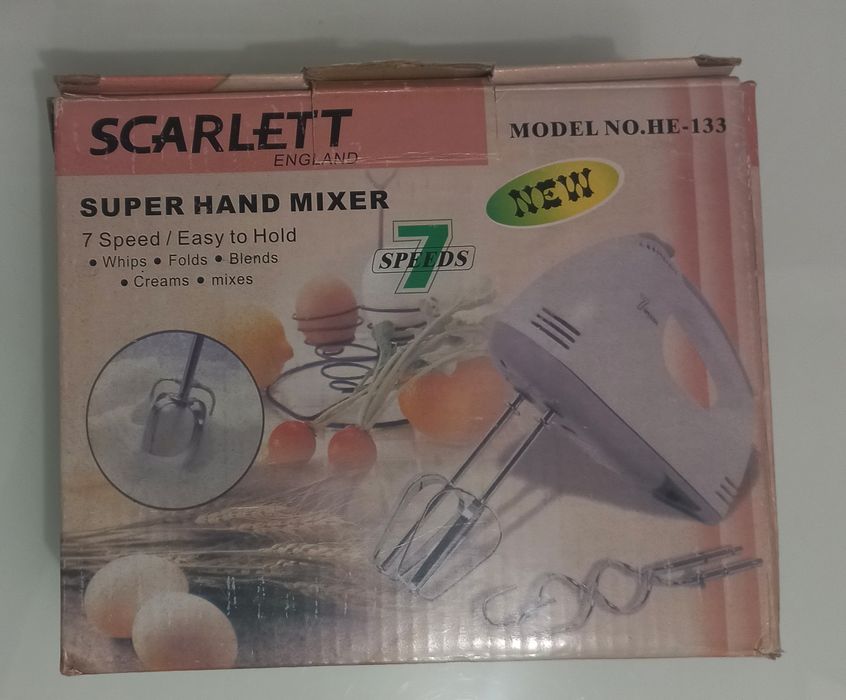 SCARLETT
ENGLAND
MODEL NO.HE-133
SUPER HAND MIXER
NEW
7 Speed / Easy to Hold
• Whips • Folds • Blends
• Creams • mixes
7
SPEEDS